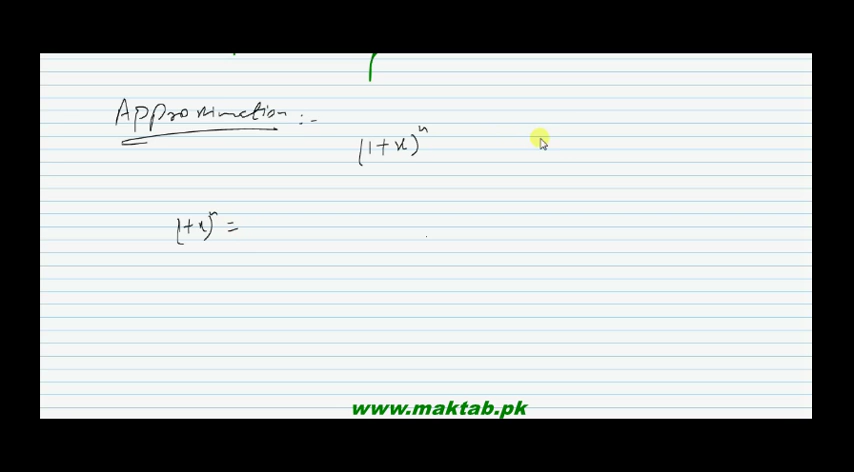 Approximation :-
(1+x)^n
(1+x)^n =
www.maktab.pk